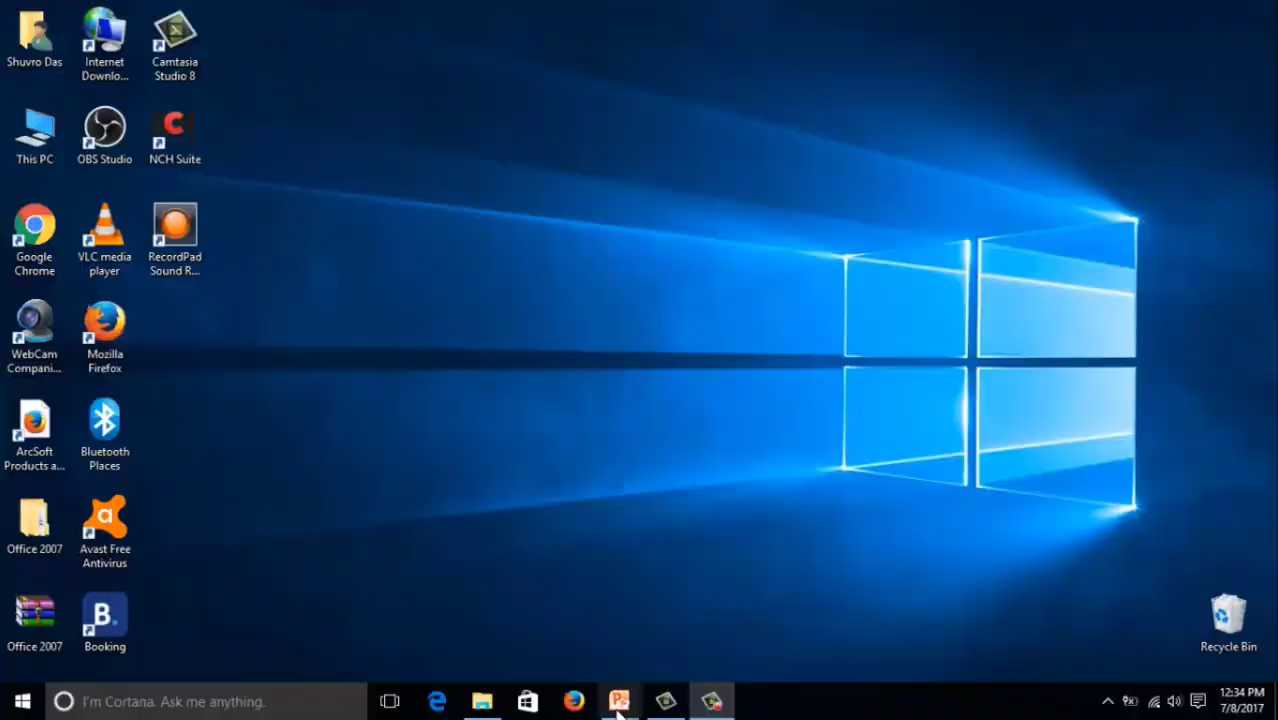 Shuvro Das
Internet
Downlo...
Camtasia
Studio 8
This PC
OBS Studio
NCH Suite
Google
Chrome
VLC media
player
RecordPad
Sound R...
WebCam
Compani...
Mozilla
Firefox
ArcSoft
Products a...
Bluetooth
Places
Office 2007
Avast Free
Antivirus
Office 2007
B.
Booking
Recycle Bin
I'm Cortana. Ask me anything.
12:34 PM
7/8/2017